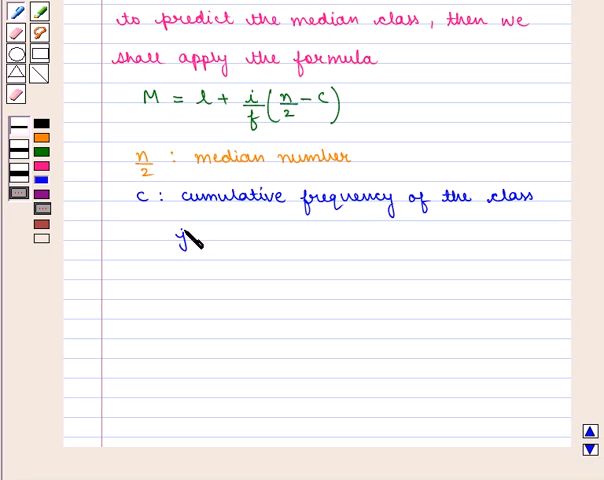 to predict the median class, then we
shall apply the formula
M = l + i/f (n/2 - C)
n/2 : median number
C : cumulative frequency of the class
j